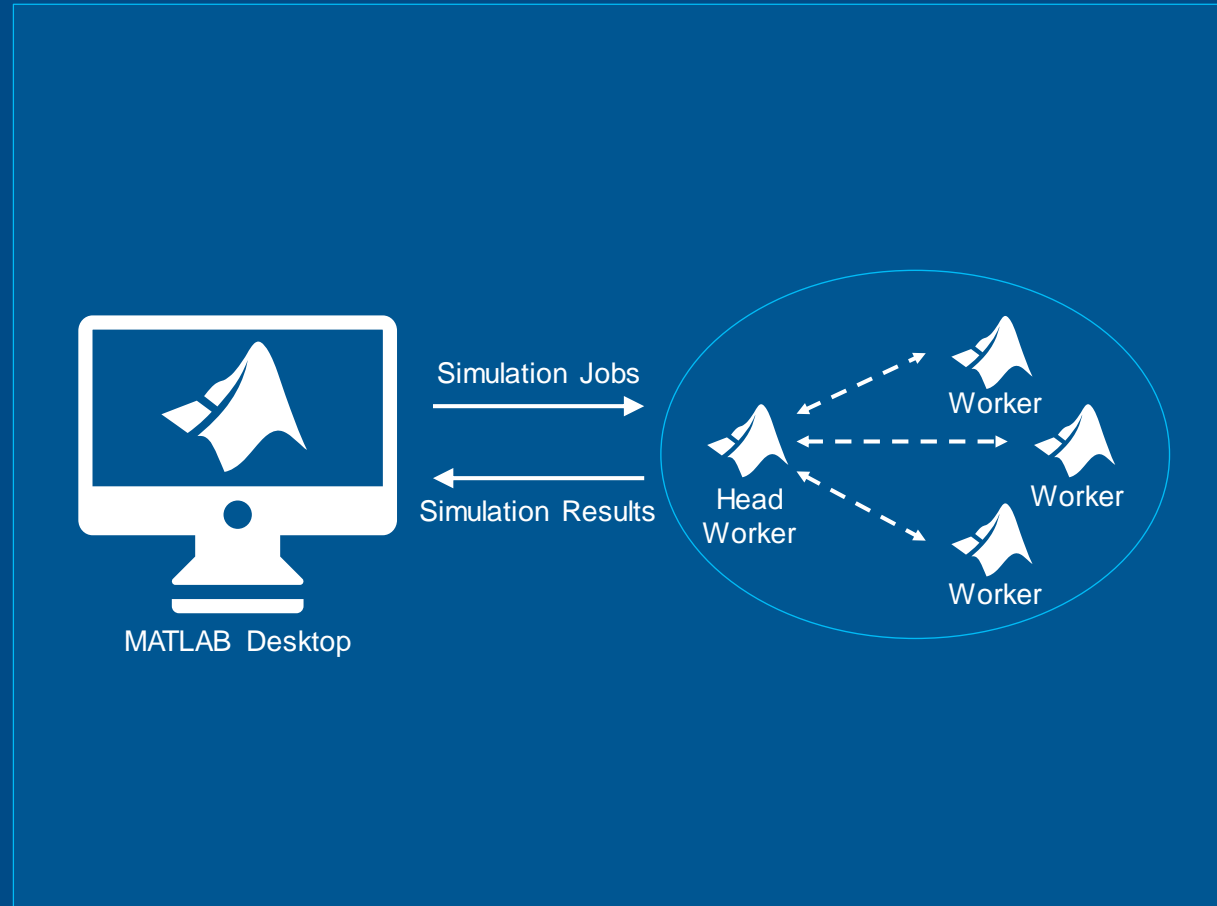 Simulation Jobs
Simulation Results
MATLAB Desktop
Head
Worker
Worker
Worker
Worker